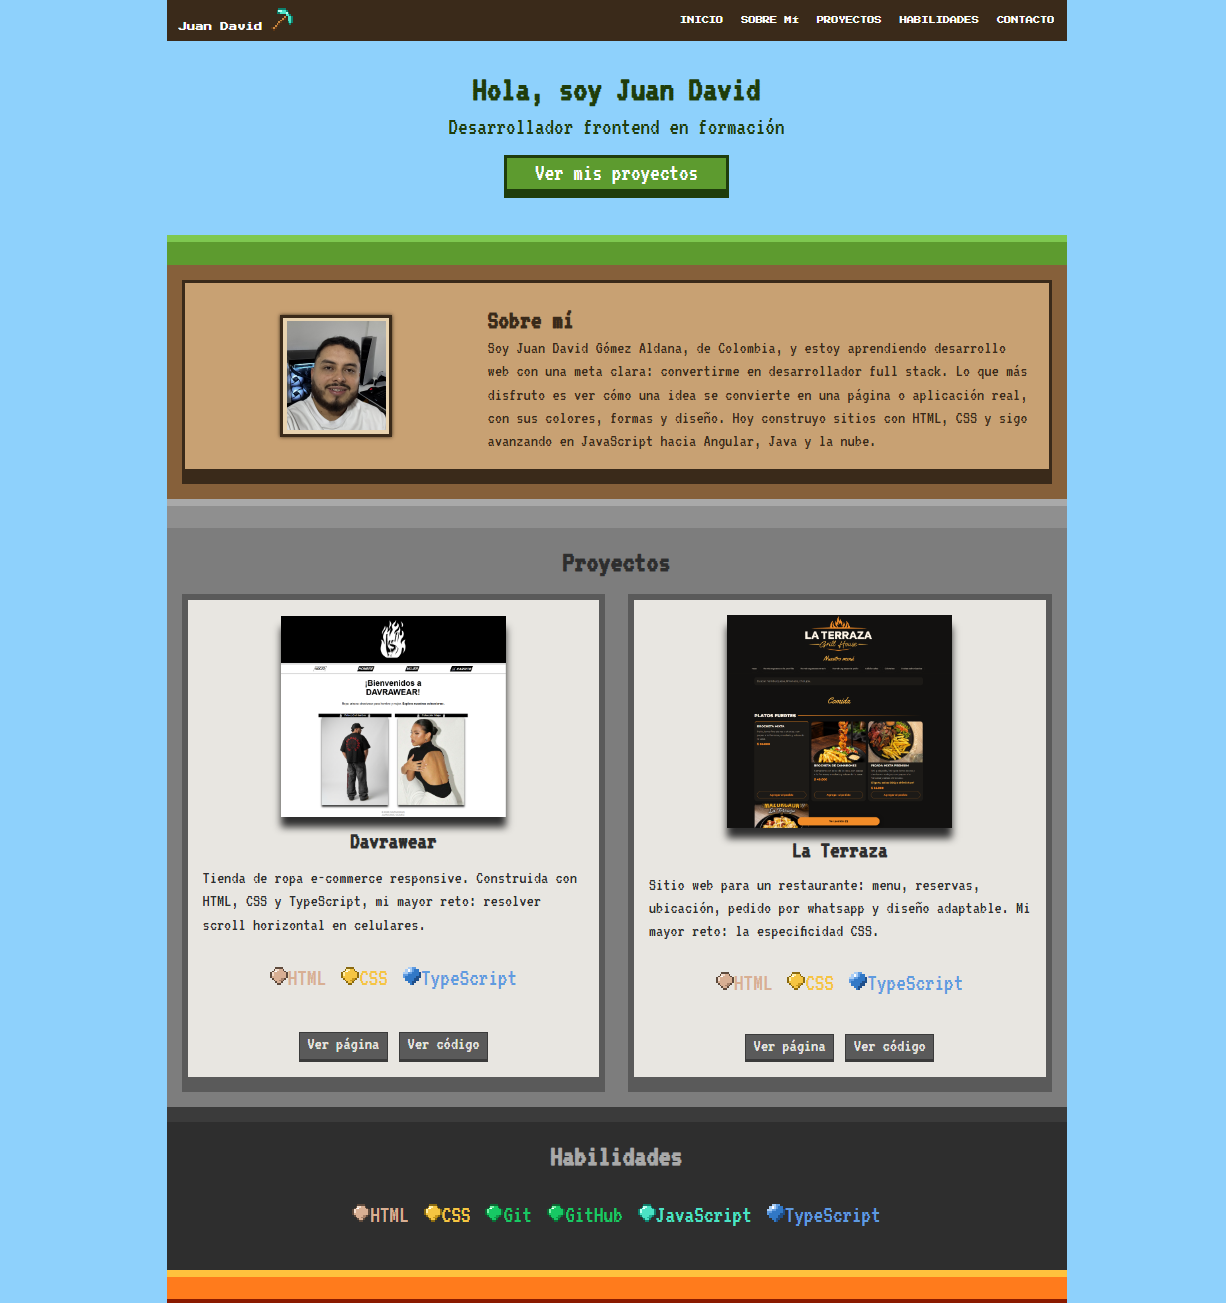 Juan David
INICIO SOBRE Mí PROYECTOS HABILIDADES CONTACTO
Hola, soy Juan David
Desarrollador frontend en formación
Ver mis proyectos
Sobre mí
Soy Juan David Gómez Aldana, de Colombia, y estoy aprendiendo desarrollo
web con una meta clara: convertirme en desarrollador full stack. Lo que más
disfruto es ver cómo una idea se convierte en una página o aplicación real,
con sus colores, formas y diseño. Hoy construyo sitios con HTML, CSS y sigo
avanzando en JavaScript hacia Angular, Java y la nube.
Proyectos
¡Bienvenidos a
DAVRAWEAR!
Davrawear
Tienda de ropa e-commerce responsive. Construida con
HTML, CSS y TypeScript, mi mayor reto: resolver
scroll horizontal en celulares.
HTML CSS TypeScript
Ver página Ver código
LA TERRAZA
Grill House
Nuestro menú
Comida
PLATOS FUERTES
La Terraza
Sitio web para un restaurante: menu, reservas,
ubicación, pedido por whatsapp y diseño adaptable. Mi
mayor reto: la especificidad CSS.
HTML CSS TypeScript
Ver página Ver código
Habilidades
HTML CSS Git GitHub JavaScript TypeScript